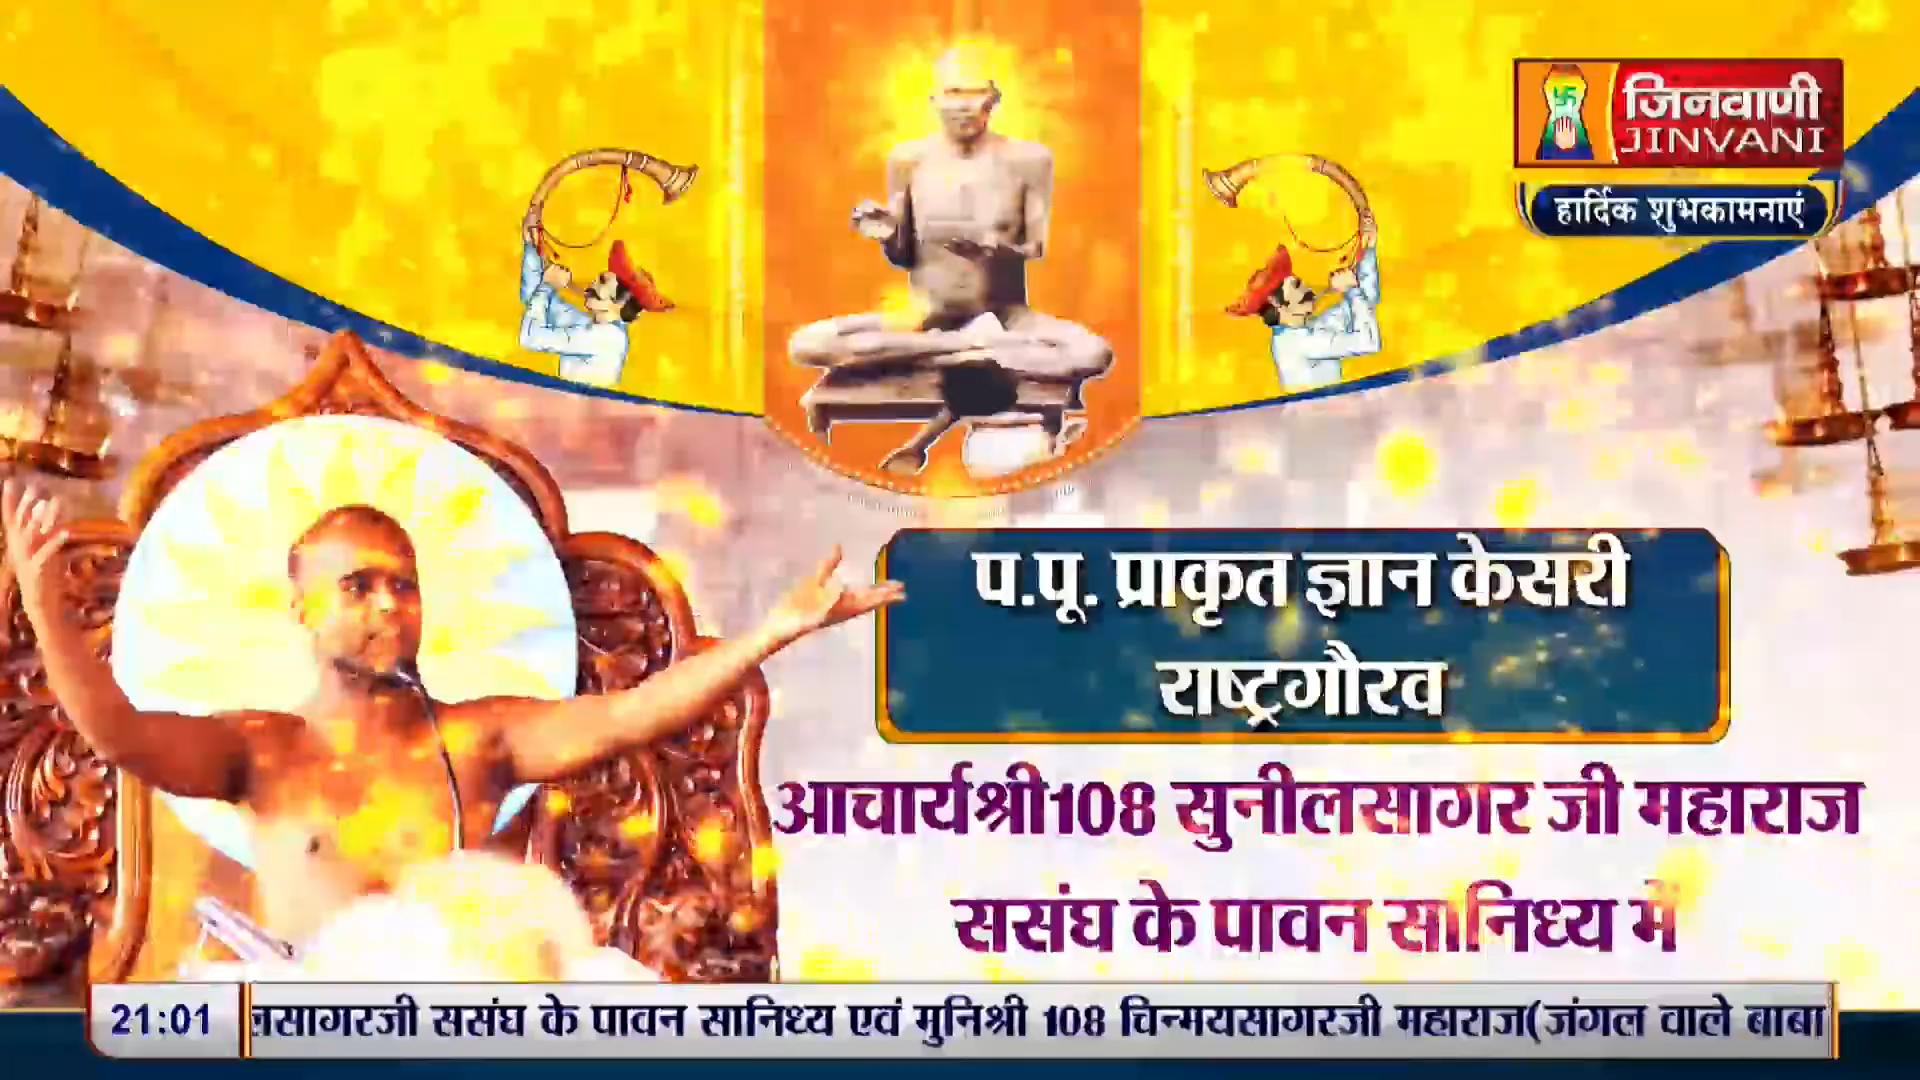 जिनवाणी
JINVANI
हार्दिक शुभकामनाएं
प.पू. प्राकृत ज्ञान केसरी
राष्ट्रगौरव
आचार्यश्री108 सुनीलसागर जी महाराज
ससंघ के पावन सानिध्य में
21:01 लसागरजी ससंघ के पावन सानिध्य एवं मुनिश्री 108 चिन्मयसागरजी महाराज(जंगल वाले बाबा